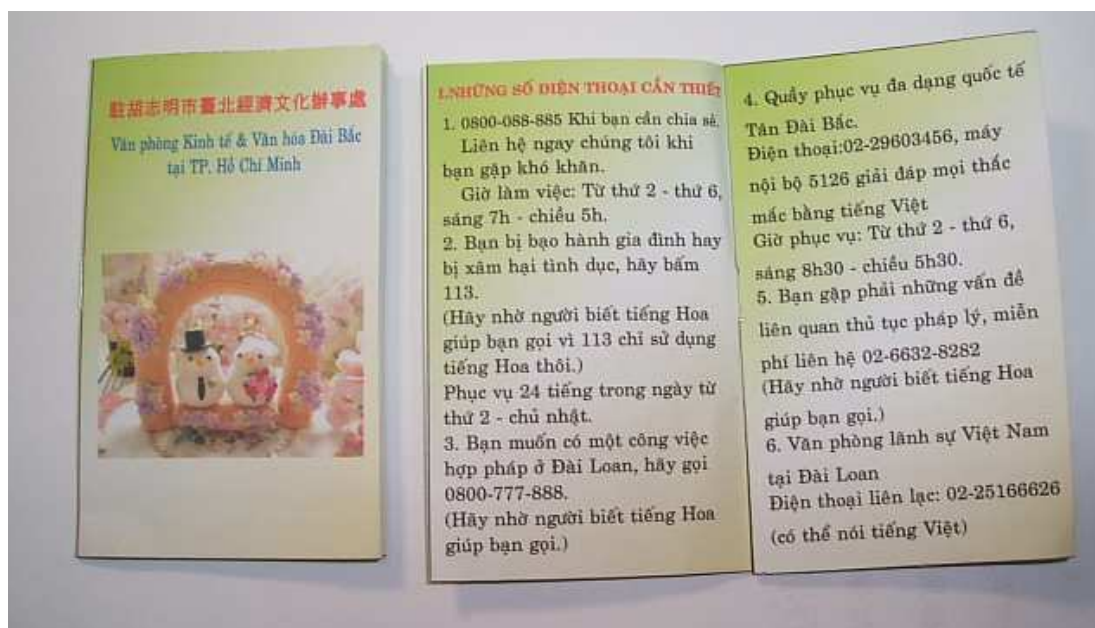 駐胡志明市臺北經濟文化辦事處
Văn phòng Kinh tế & Văn hóa Đài Bắc
tại TP. Hồ Chí Minh
I.NHỮNG SỐ ĐIỆN THOẠI CẦN THIẾT
1. 0800-088-885 Khi bạn cần chia sẻ.
Liên hệ ngay chúng tôi khi
bạn gặp khó khăn.
Giờ làm việc: Từ thứ 2 - thứ 6,
sáng 7h - chiều 5h.
2. Bạn bị bạo hành gia đình hay
bị xâm hại tình dục, hãy bấm
113.
(Hãy nhờ người biết tiếng Hoa
giúp bạn gọi vì 113 chỉ sử dụng
tiếng Hoa thôi.)
Phục vụ 24 tiếng trong ngày từ
thứ 2 - chủ nhật.
3. Bạn muốn có một công việc
hợp pháp ở Đài Loan, hãy gọi
0800-777-888.
(Hãy nhờ người biết tiếng Hoa
giúp bạn gọi.)
4. Quầy phục vụ đa dạng quốc tế
Tân Đài Bắc.
Điện thoại:02-29603456, máy
nội bộ 5126 giải đáp mọi thắc
mắc bằng tiếng Việt
Giờ phục vụ: Từ thứ 2 - thứ 6,
sáng 8h30 - chiều 5h30.
5. Bạn gặp phải những vấn đề
liên quan thủ tục pháp lý, miễn
phí liên hệ 02-6632-8282
(Hãy nhờ người biết tiếng Hoa
giúp bạn gọi.)
6. Văn phòng lãnh sự Việt Nam
tại Đài Loan
Điện thoại liên lạc: 02-25166626
(có thể nói tiếng Việt)